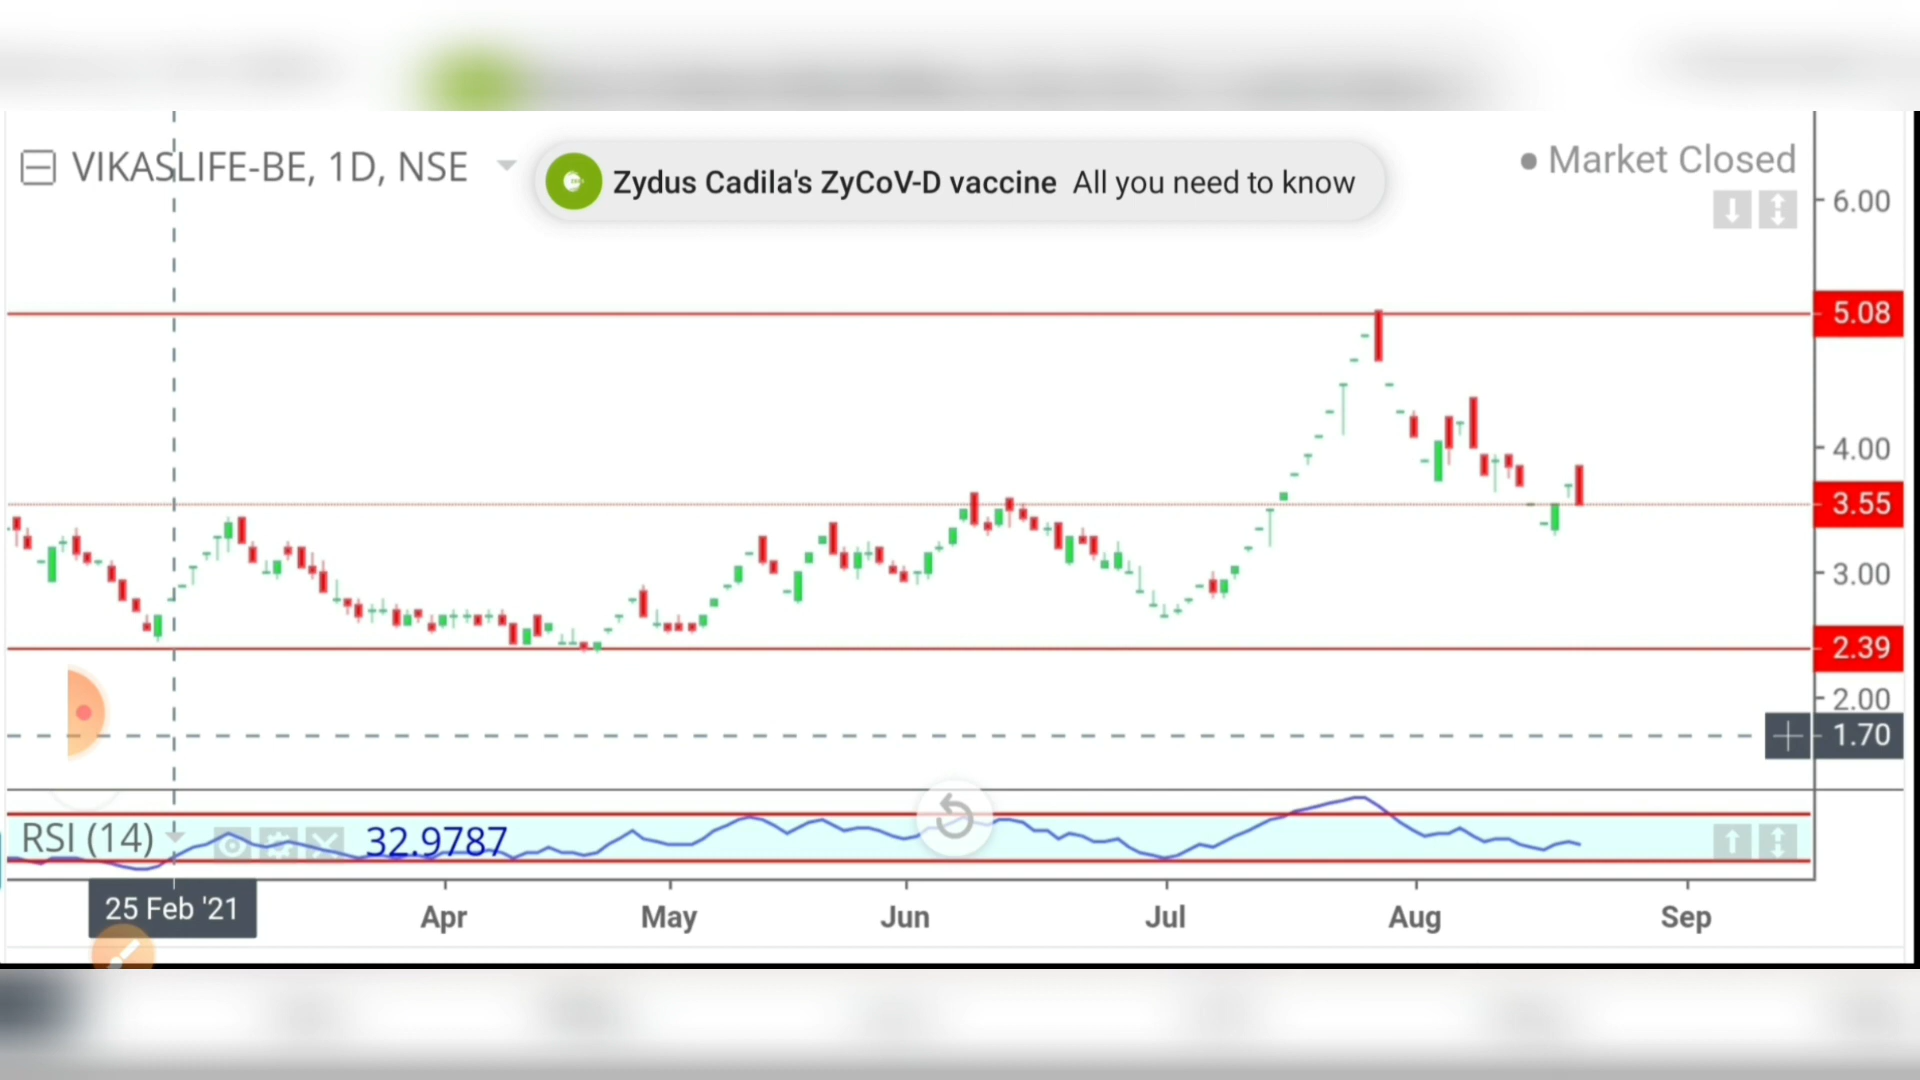 VIKASLIFE-BE, 1D, NSE
Zydus Cadila's ZyCoV-D vaccine All you need to know
Market Closed
6.00
5.08
4.00
3.55
3.00
2.39
2.00
1.70
RSI (14)
32.9787
25 Feb '21
Apr
May
Jun
Jul
Aug
Sep